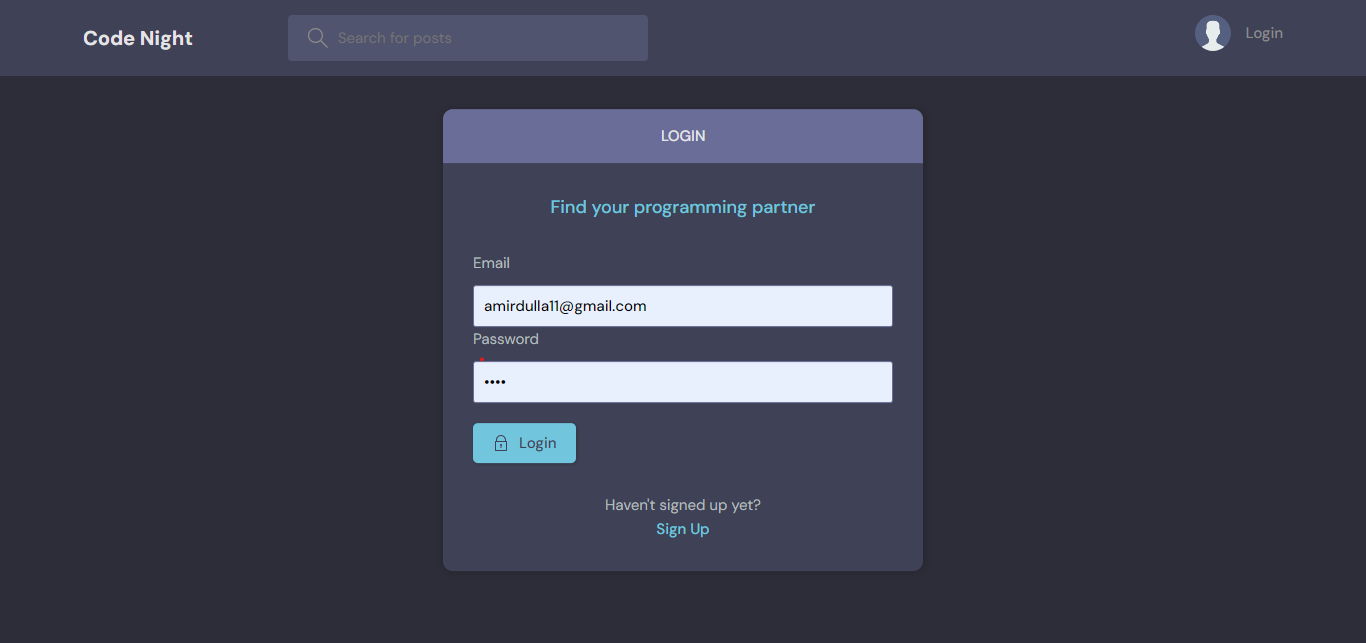 Code Night
Search for posts
Login
LOGIN
Find your programming partner
Email
amirdulla11@gmail.com
Password
••••
Login
Haven't signed up yet?
Sign Up